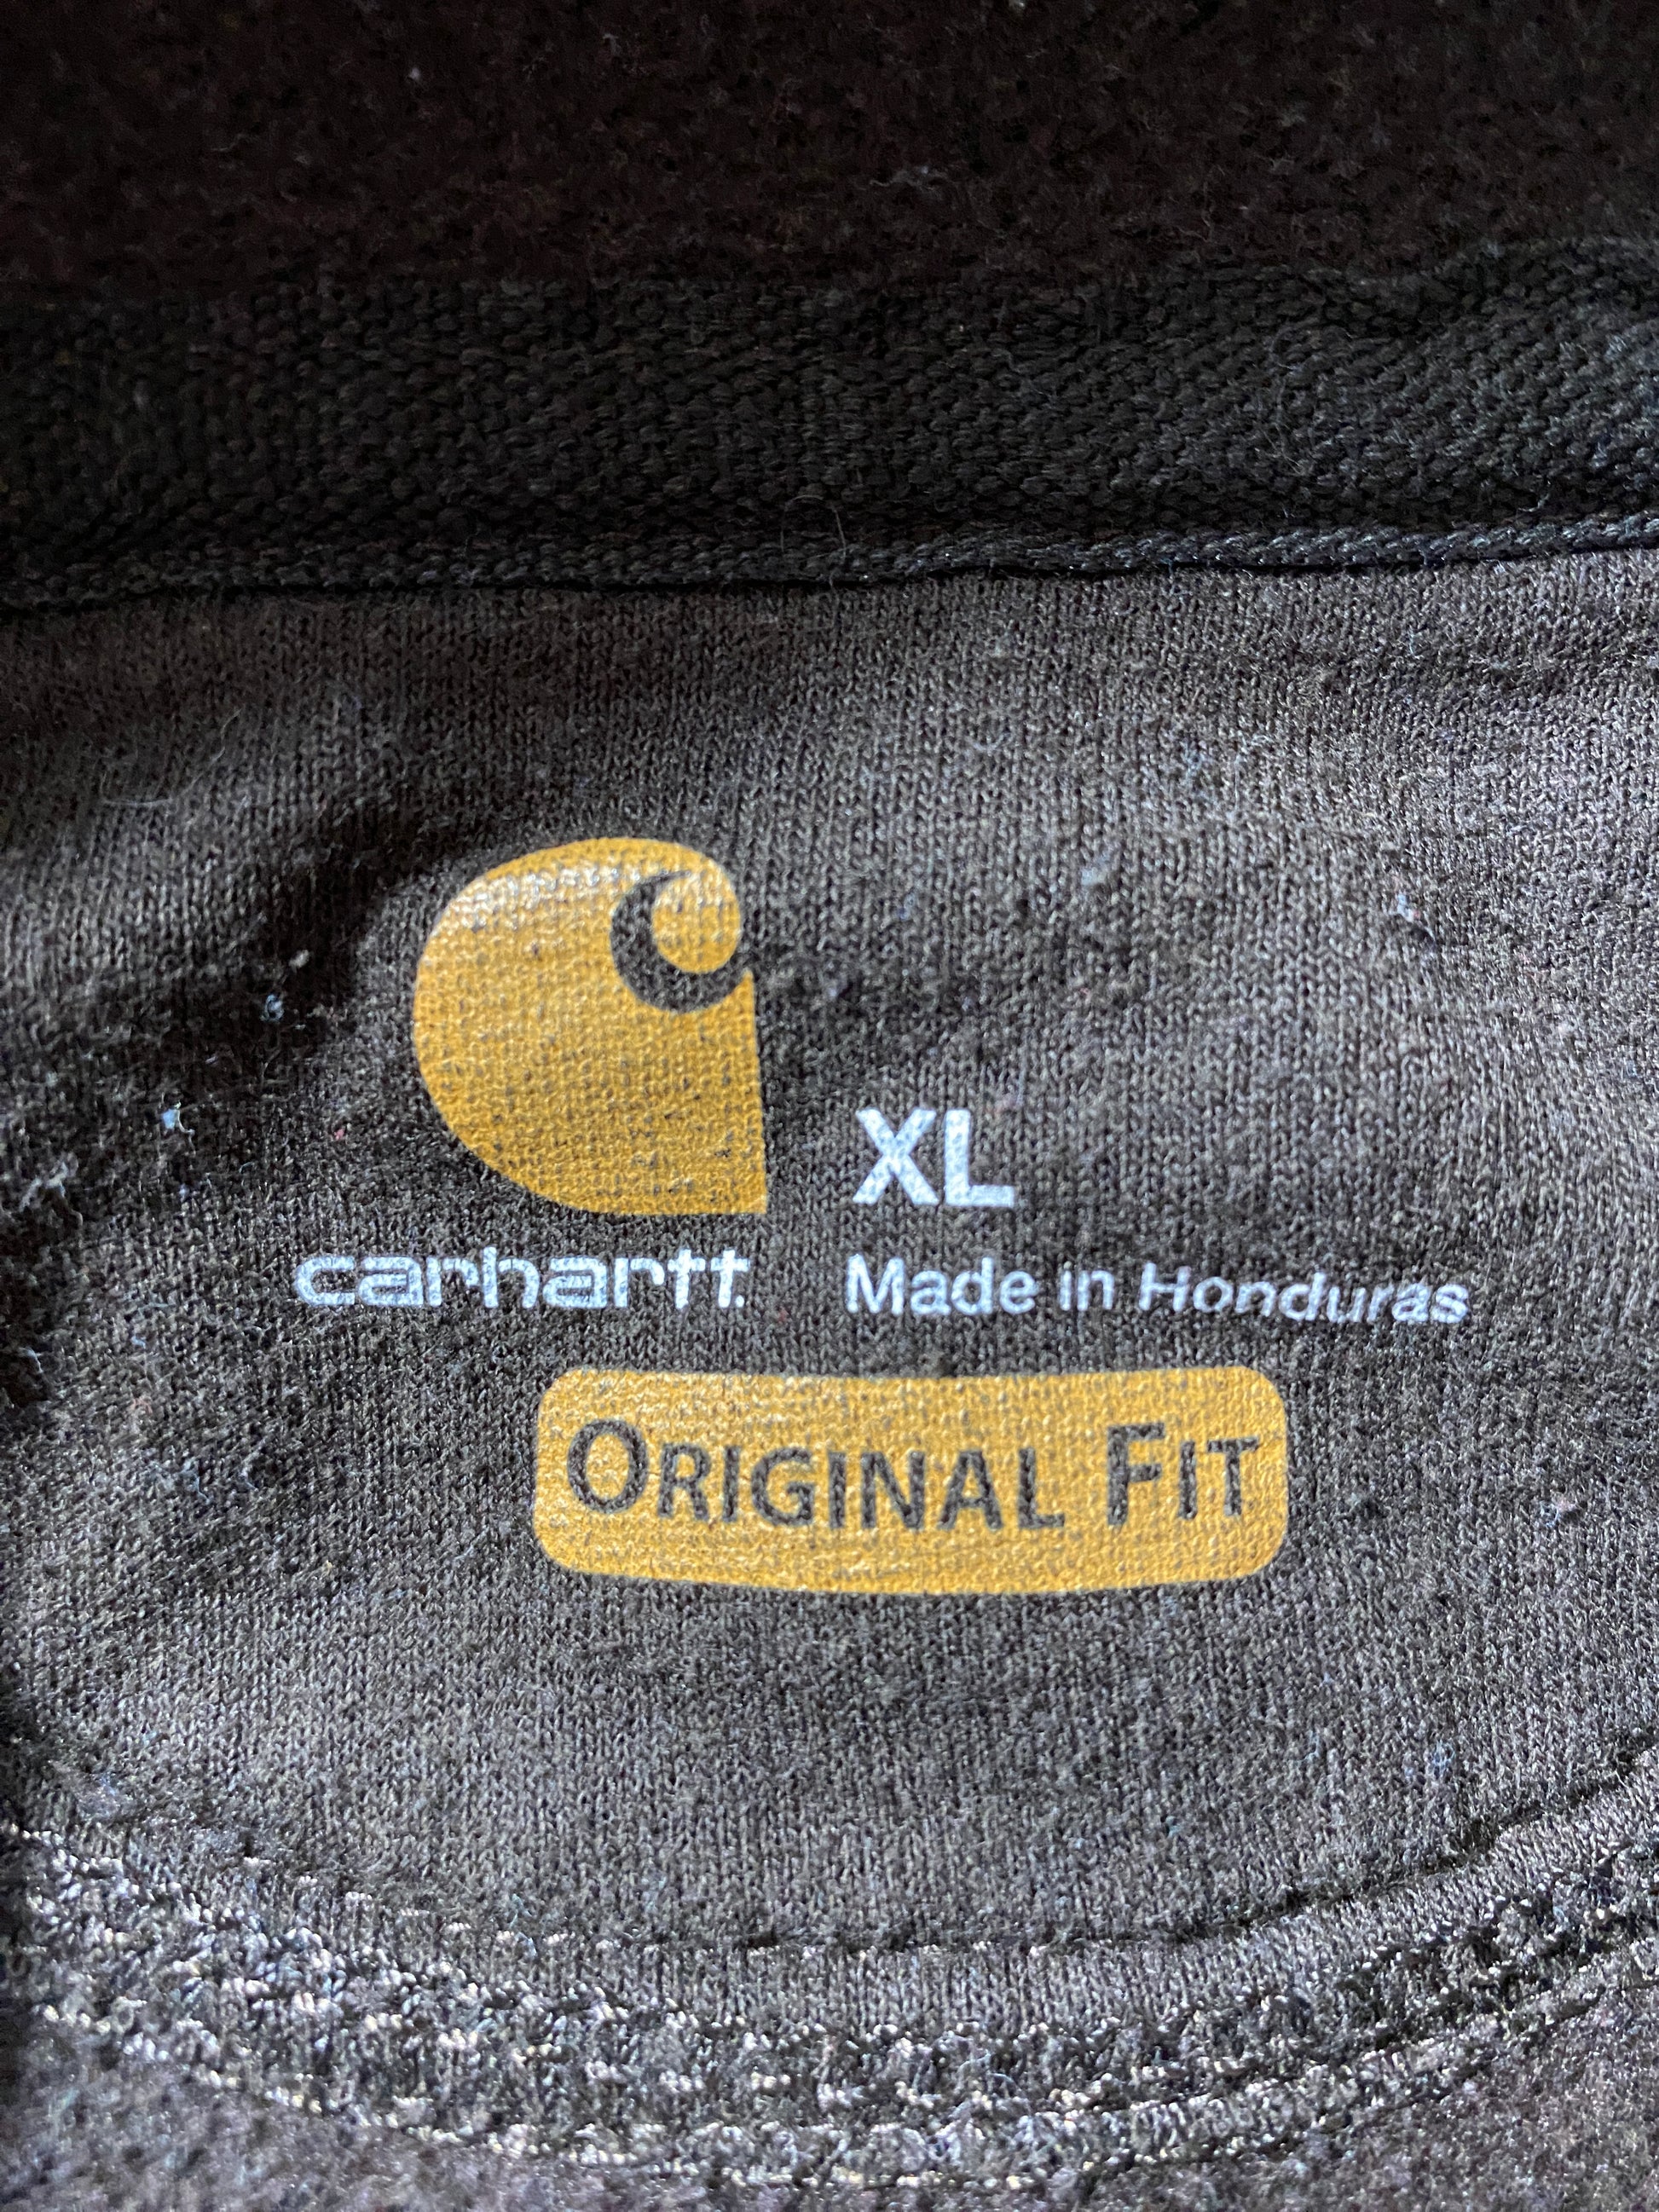 XL
carhartt.
Made in Honduras
ORIGINAL FIT